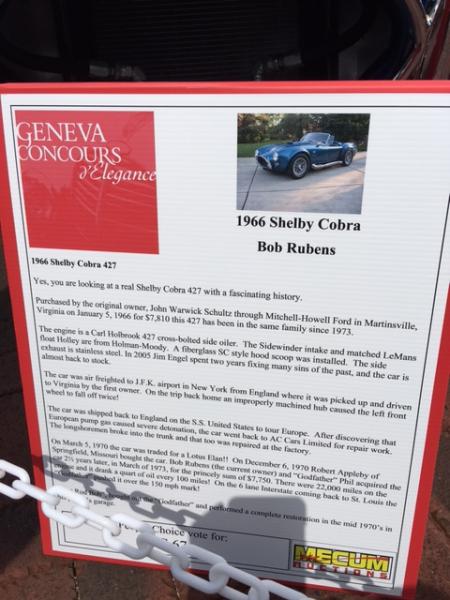 GENEVA
CONCOURS
d'Elegance
1966 Shelby Cobra
Bob Rubens
1966 Shelby Cobra 427
Yes, you are looking at a real Shelby Cobra 427 with a fascinating history.
Purchased by the original owner, John Warwick Schultz through Mitchell-Howell Ford in Martinsville,
Virginia on January 5, 1966 for $7,810 this 427 has been in the same family since 1973.
The engine is a Carl Holbrook 427 cross-bolted side oiler. The Sidewinder intake and matched LeMans
float Holley are from Holman-Moody. A fiberglass SC style hood scoop was installed. The side
exhaust is stainless steel. In 2005 Jim Engel spent two years fixing many sins of the past, and the car is
almost back to stock.
The car was air freighted to J.F.K. airport in New York from England where it was picked up and driven
to Virginia by the first owner. On the trip back home an improperly machined hub caused the left front
wheel to fall off twice!
The car was shipped back to England on the S.S. United States to tour Europe. After discovering that
European pump gas caused severe detonation, the car went back to AC Cars Limited for repair work.
The longshoremen broke into the trunk and that too was repaired at the factory.
On March 5, 1970 the car was traded for a Lotus Elan!! On December 6, 1970 Robert Appleby of
Springfield, Missouri bought the car. Bob Rubens (the current owner) and "Godfather" Phil acquired the
car 2½ years later, in March of 1973, for the princely sum of $7,750. There were 22,000 miles on the
engine and it drank a quart of oil every 100 miles! On the 6 lane Interstate coming back to St. Louis the
"Godfather" pushed it over the 150 mph mark!
bought out the "Godfather" and performed a complete restoration in the mid 1970's in
garage.
Choice vote for:
MECUM
AUCTIONS